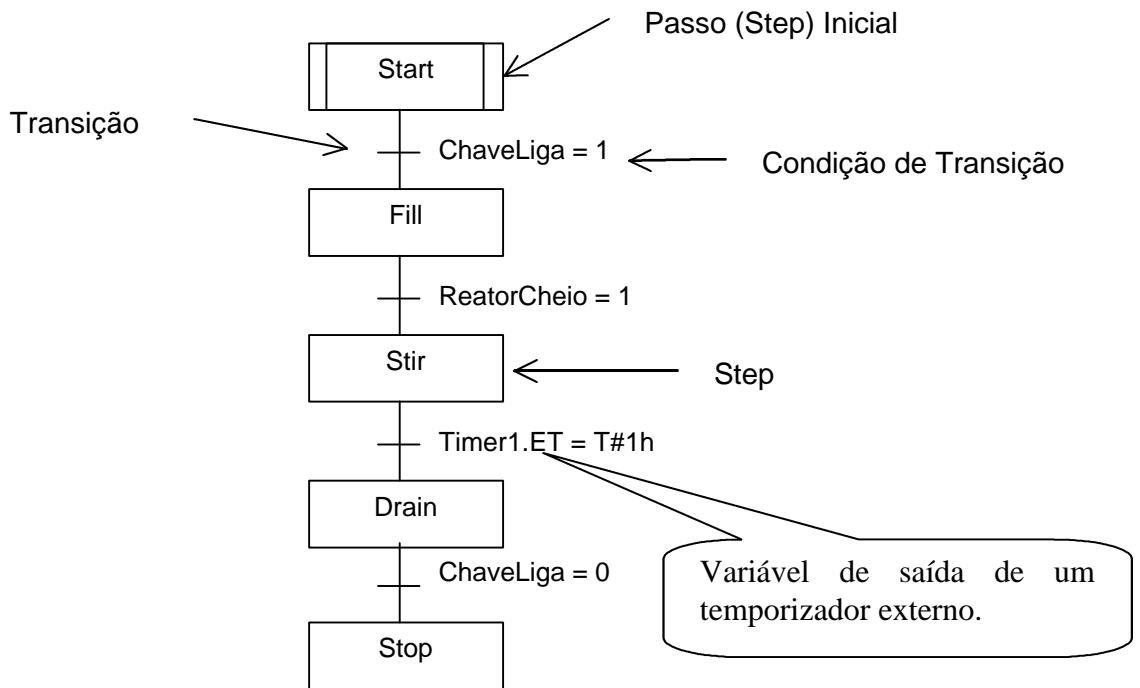 Passo (Step) Inicial
Start
Transição
ChaveLiga = 1
Condição de Transição
Fill
ReatorCheio = 1
Stir
Step
Timer1.ET = T#1h
Drain
Variável de saída de um
temporizador externo.
ChaveLiga = 0
Stop